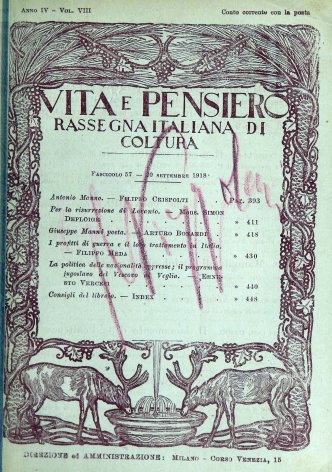 ANNO IV - VOL. VIII Conto corrente con la posta
VITA E PENSIERO
RASSEGNA ITALIANA DI
COLTURA
FASCICOLO 57 — 20 SETTEMBRE 1918
Antonio Manno. — FILIPPO CRISPOLTI Pag. 393
Per la risurrezione di Lovanio. — MONS. SIMON
DEPLOIGE » 411
Giuseppe Manni poeta. — ARTURO BONARDI » 418
I profitti di guerra e il loro trattamento in Italia.
— FILIPPO MEDA » 430
La politica delle nazionalità oppresse; il programma
jugoslavo del Vescovo di Veglia. — ERNE-
STO VERCESI » 440
Consigli del libraio. — INDEX » 448
DIREZIONE ed AMMINISTRAZIONE: MILANO - CORSO VENEZIA, 15